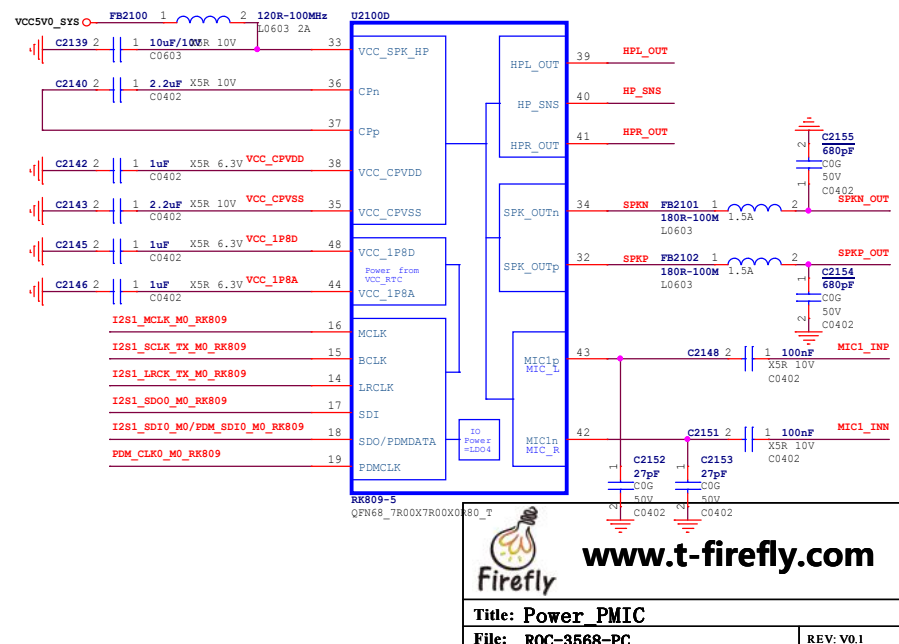 VCC5V0_SYS FB2100 1 2 120R-100MHz
L0603 2A
U2100D
C2139 2 1 10uF/10V X5R 10V
C0603
33 VCC_SPK_HP
C2140 2 1 2.2uF X5R 10V
C0402
36 CPn
37 CPp
C2142 2 1 1uF X5R 6.3V VCC_CPVDD
C0402
38 VCC_CPVDD
C2143 2 1 2.2uF X5R 10V VCC_CPVSS
C0402
35 VCC_CPVSS
C2145 2 1 1uF X5R 6.3V VCC_1P8D
C0402
48 VCC_1P8D
Power from
VCC_RTC
C2146 2 1 1uF X5R 6.3V VCC_1P8A
C0402
44 VCC_1P8A
I2S1_MCLK_M0_RK809 16 MCLK
I2S1_SCLK_TX_M0_RK809 15 BCLK
I2S1_LRCK_TX_M0_RK809 14 LRCLK
I2S1_SDO0_M0_RK809 17 SDI
I2S1_SDI0_M0/PDM_SDI0_M0_RK809 18 SDO/PDMDATA
PDM_CLK0_M0_RK809 19 PDMCLK
IO
Power
=LDO4
RK809-5
QFN68_7R00X7R00X0R80_T
HPL_OUT 39 HPL_OUT
HP_SNS 40 HP_SNS
HPR_OUT 41 HPR_OUT
2 C2155
680pF
C0G
50V
1 C0402
SPK_OUTn 34 SPKN FB2101 1 2 SPKN_OUT
180R-100M 1.5A
L0603
SPK_OUTp 32 SPKP FB2102 1 2 SPKP_OUT
180R-100M 1.5A
L0603
1 C2154
680pF
C0G
50V
2 C0402
MIC1p 43 C2148 2 1 100nF MIC1_INP
MIC_L
X5R 10V
C0402
MIC1n 42 C2151 2 1 100nF MIC1_INN
MIC_R
X5R 10V
C0402
1 C2152 1 C2153
27pF 27pF
C0G C0G
50V 50V
2 C0402 2 C0402
Firefly
www.t-firefly.com
Title: Power_PMIC
File: ROC-3568-PC REV: V0.1